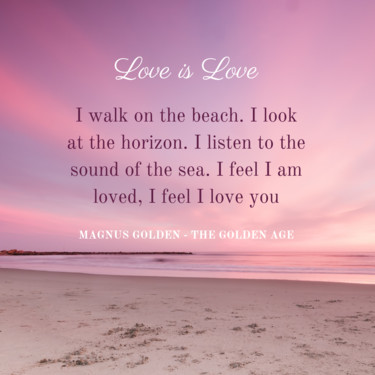 Love is Love
I walk on the beach. I look
at the horizon. I listen to the
sound of the sea. I feel I am
loved, I feel I love you
MAGNUS GOLDEN - THE GOLDEN AGE